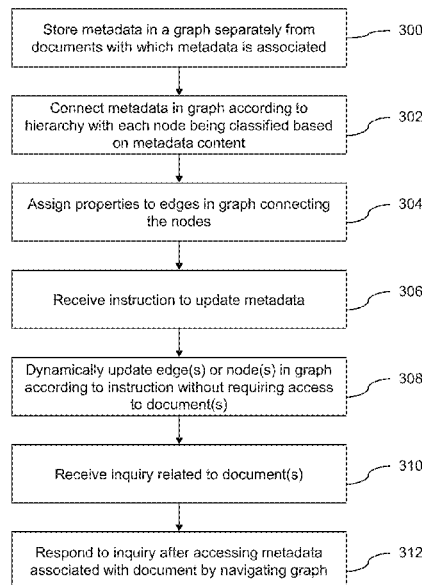 Store metadata in a graph separately from
documents with which metadata is associated
300
Connect metadata in graph according to
hierarchy with each node being classified based
on metadata content
302
Assign properties to edges in graph connecting
the nodes
304
Receive instruction to update metadata
306
Dynamically update edge(s) or node(s) in graph
according to instruction without requiring access
to document(s)
308
Receive inquiry related to document(s)
310
Respond to inquiry after accessing metadata
associated with document by navigating graph
312